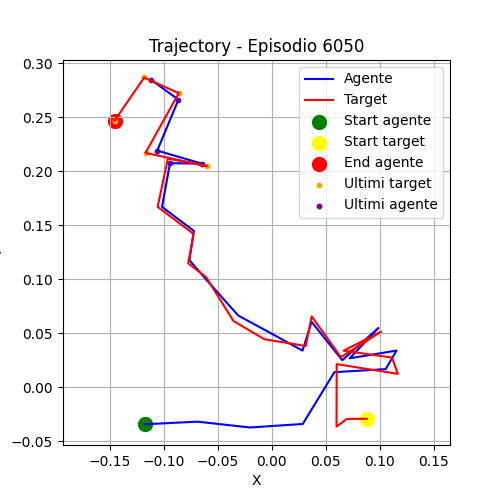 Trajectory - Episodio 6050
Agente
Target
Start agente
Start target
End agente
Ultimi target
Ultimi agente
0.30
0.25
0.20
0.15
0.10
0.05
0.00
−0.05
−0.15
−0.10
−0.05
0.00
0.05
0.10
0.15
X